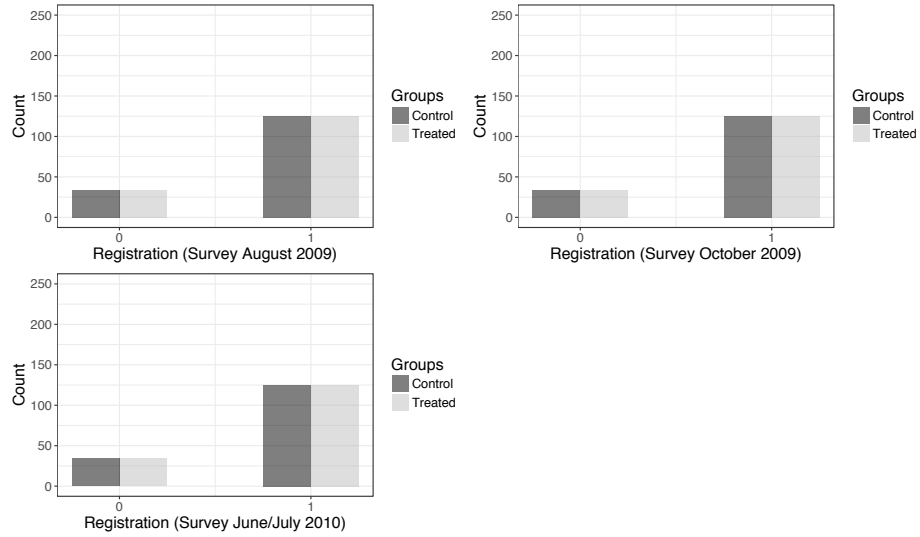 250
200
150
100
50
0
Count
0 1
Registration (Survey August 2009)
Groups
Control
Treated
250
200
150
100
50
0
Count
0 1
Registration (Survey October 2009)
Groups
Control
Treated
250
200
150
100
50
0
Count
0 1
Registration (Survey June/July 2010)
Groups
Control
Treated